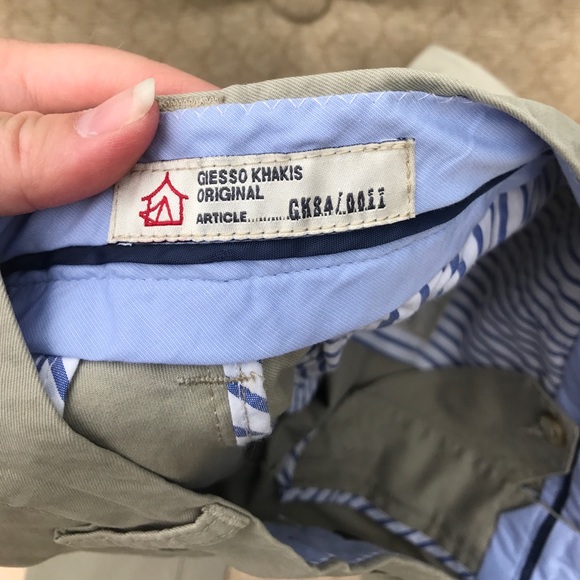 GIESSO KHAKIS
ORIGINAL
ARTICLE............GK84/0011